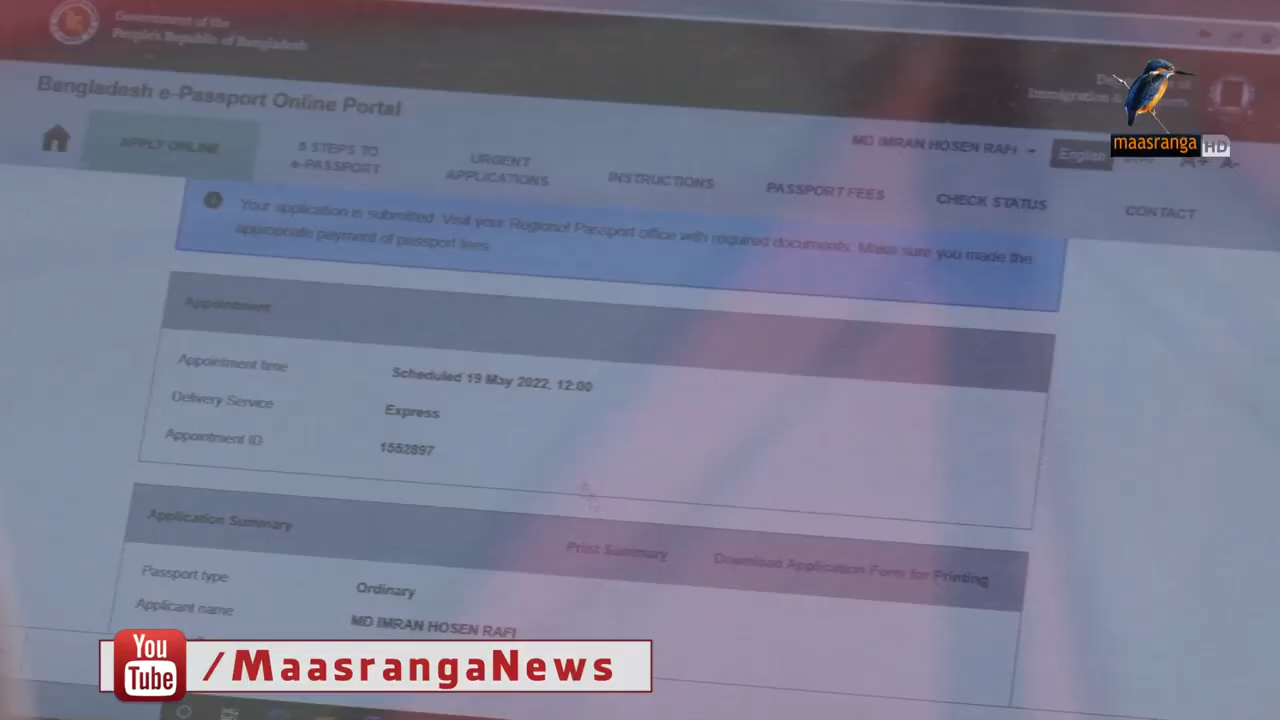 Government of the
People's Republic of Bangladesh
Bangladesh e-Passport Online Portal
Immigration &
maasranga HD
APPLY ONLINE
5 STEPS TO
e-PASSPORT
URGENT
APPLICATIONS
INSTRUCTIONS
PASSPORT FEES
MD IMRAN HOSEN RAFI
English
A+ A-
CHECK STATUS
CONTACT
Your application is submitted. Visit your Regional Passport office with required documents. Make sure you made the
appropriate payment of passport fees.
Appointment
Appointment time Scheduled 19 May 2022, 12:00
Delivery Service Express
Appointment ID 1552897
Application Summary Print Summary Download Application Form for Printing
Passport type Ordinary
Applicant name MD IMRAN HOSEN RAFI
You
Tube
/MaasrangaNews